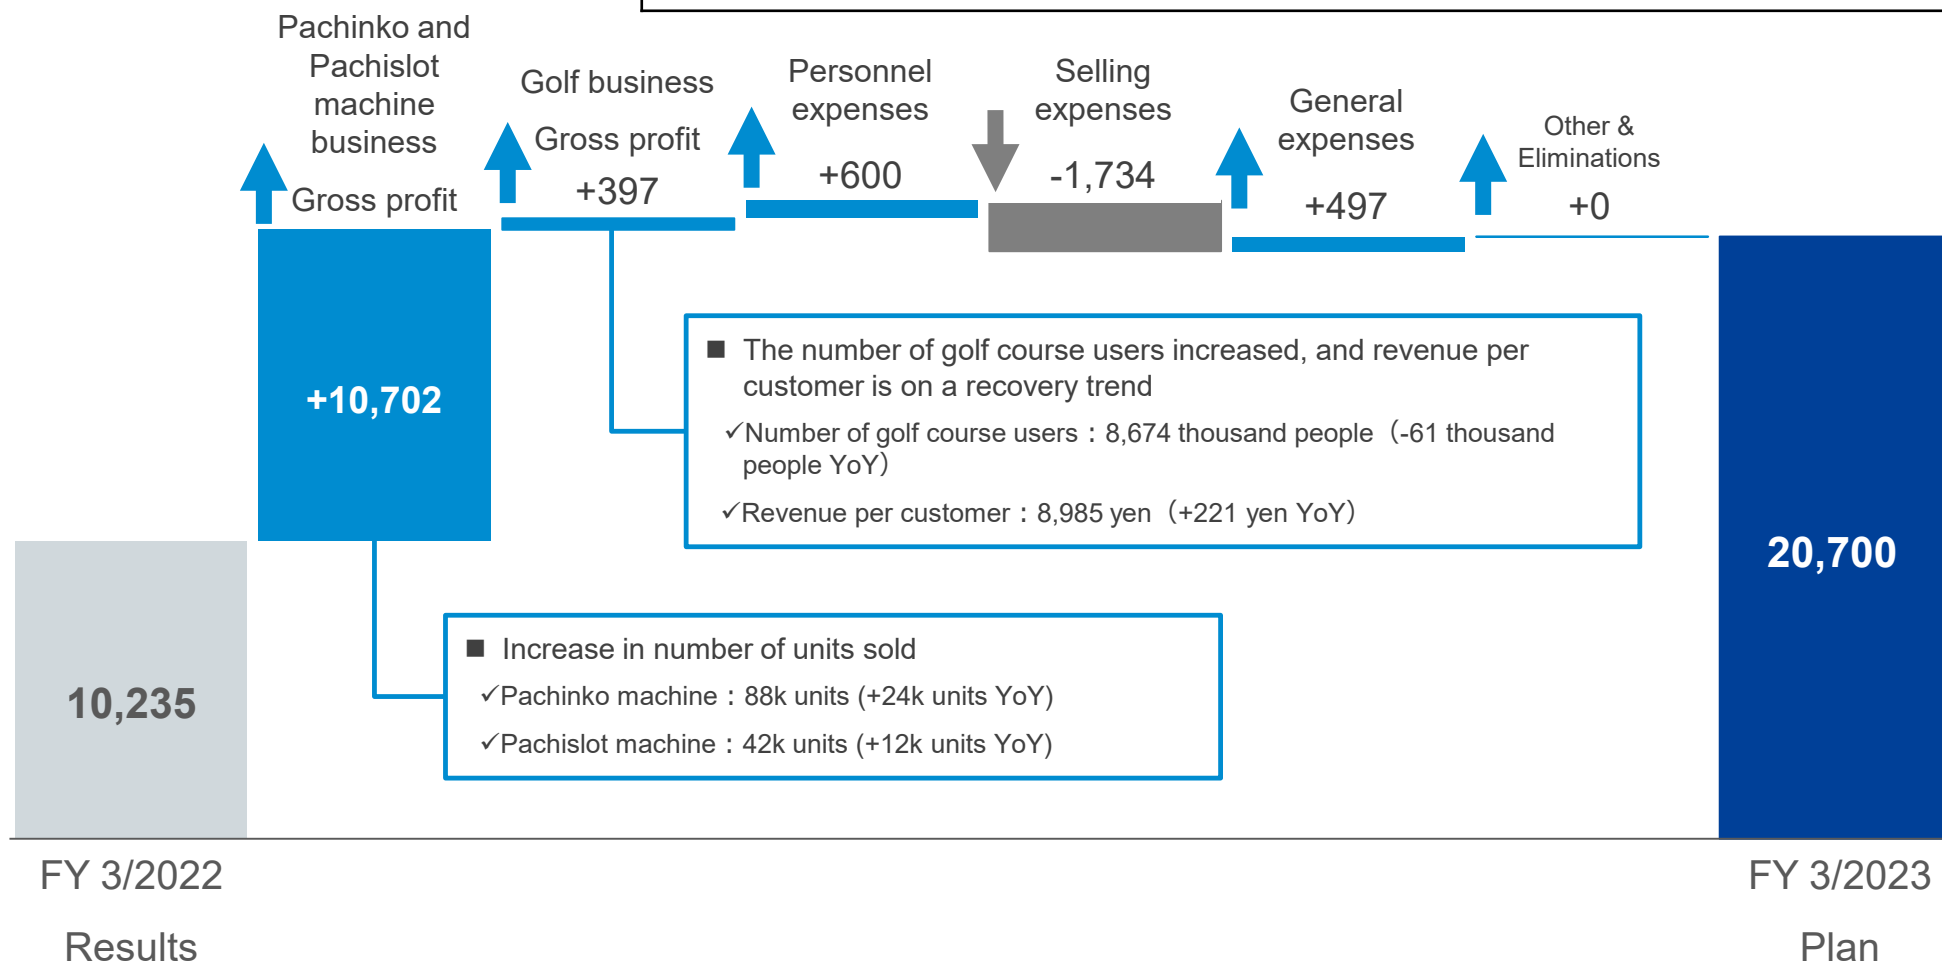 Pachinko and
Pachislot
machine
business
Gross profit
+10,702
Golf business
Gross profit
+397
Personnel
expenses
+600
Selling
expenses
-1,734
General
expenses
+497
Other &
Eliminations
+0
■ The number of golf course users increased, and revenue per
customer is on a recovery trend
✓Number of golf course users：8,674 thousand people（-61 thousand
people YoY）
✓Revenue per customer：8,985 yen（+221 yen YoY）
■ Increase in number of units sold
✓Pachinko machine：88k units (+24k units YoY)
✓Pachislot machine：42k units (+12k units YoY)
10,235
20,700
FY 3/2022
Results
FY 3/2023
Plan